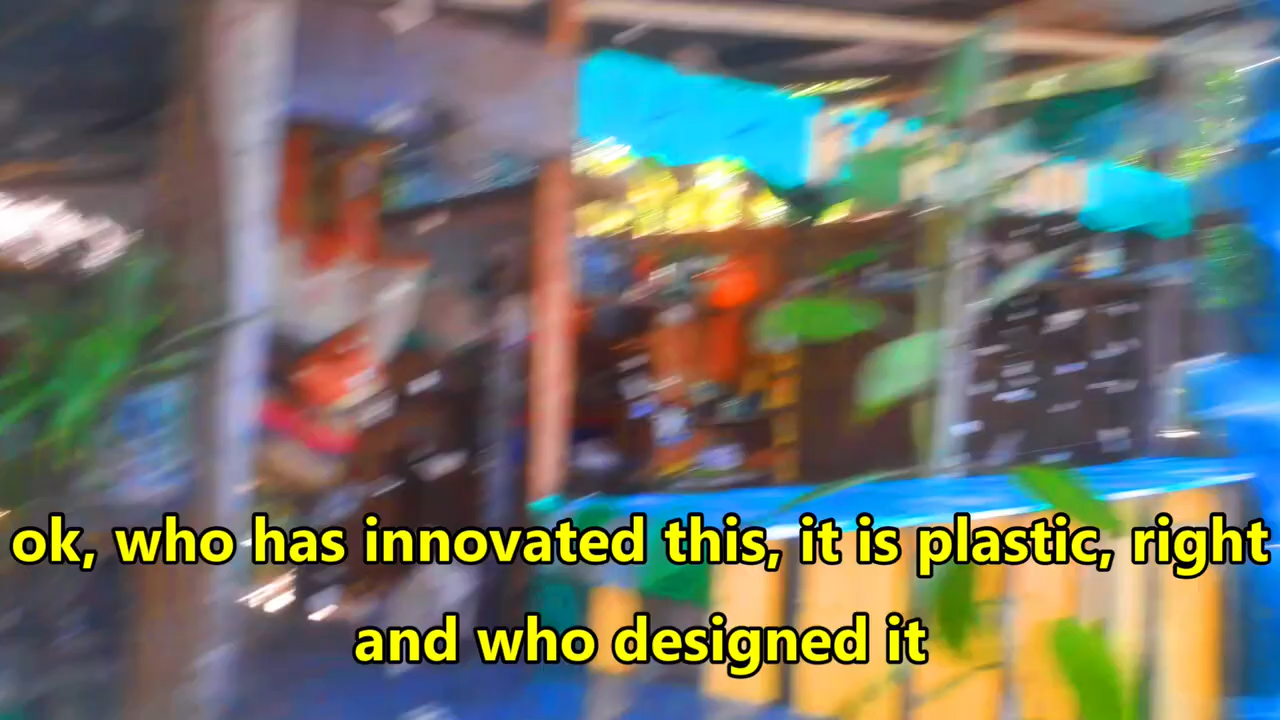 ok, who has innovated this, it is plastic, right
and who designed it